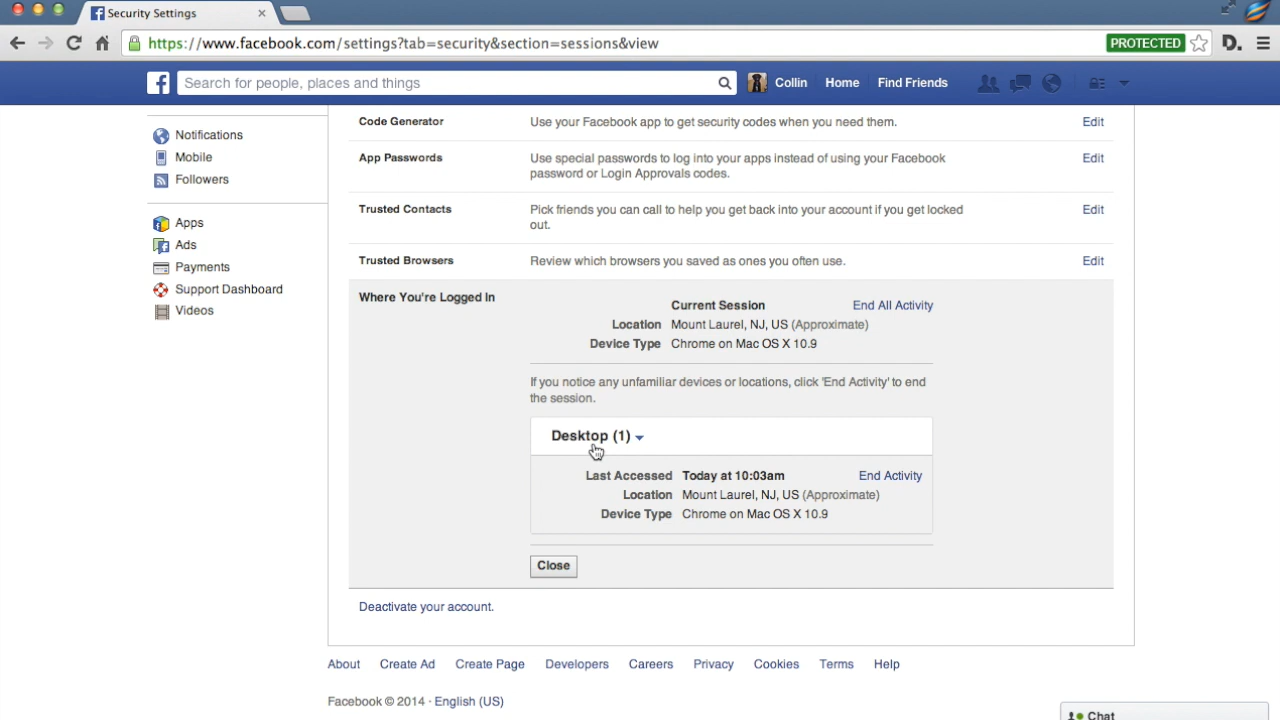 Security Settings
https://www.facebook.com/settings?tab=security&section=sessions&view
PROTECTED
D.
Search for people, places and things
Collin
Home
Find Friends
Notifications
Mobile
Followers
Apps
Ads
Payments
Support Dashboard
Videos
Code Generator
Use your Facebook app to get security codes when you need them.
Edit
App Passwords
Use special passwords to log into your apps instead of using your Facebook
password or Login Approvals codes.
Edit
Trusted Contacts
Pick friends you can call to help you get back into your account if you get locked
out.
Edit
Trusted Browsers
Review which browsers you saved as ones you often use.
Edit
Where You're Logged In
Current Session
End All Activity
Location Mount Laurel, NJ, US (Approximate)
Device Type Chrome on Mac OS X 10.9
If you notice any unfamiliar devices or locations, click 'End Activity' to end
the session.
Desktop (1)
Last Accessed Today at 10:03am
End Activity
Location Mount Laurel, NJ, US (Approximate)
Device Type Chrome on Mac OS X 10.9
Close
Deactivate your account.
About Create Ad Create Page Developers Careers Privacy Cookies Terms Help
Facebook © 2014 · English (US)
Chat